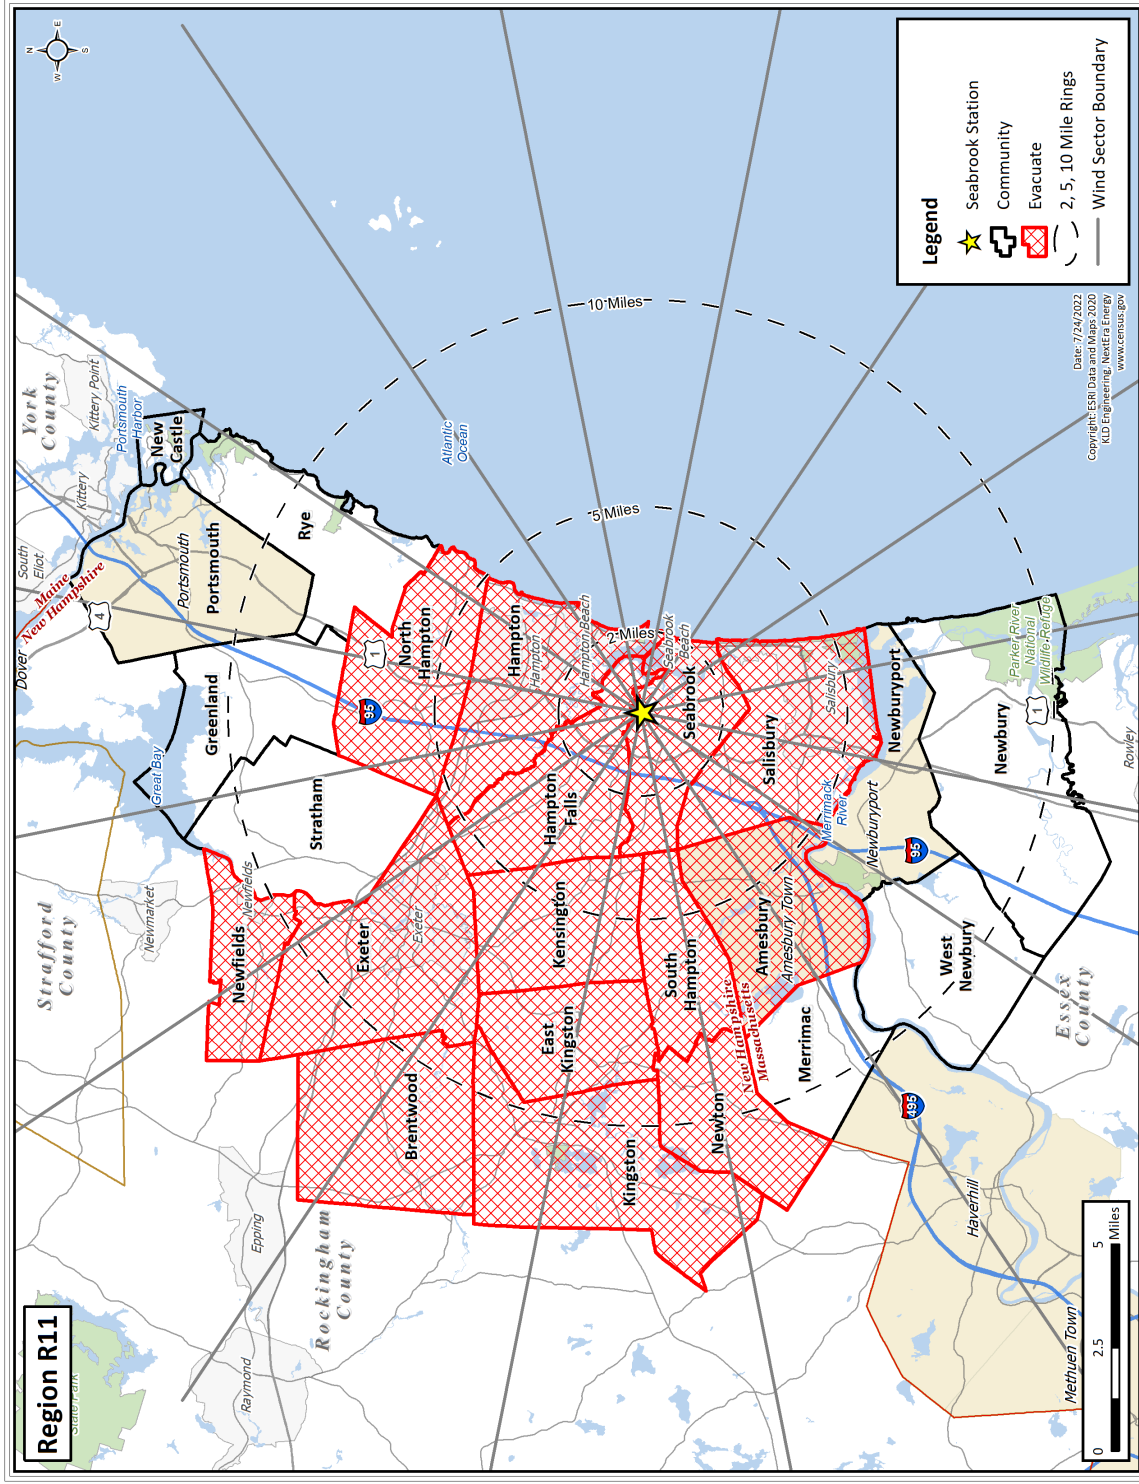 Region R11
N
E
S
W
York
County
Kittery Point
Portsmouth
Harbor
New
Castle
Kittery
South
Eliot
Maine
New Hampshire
4
Dover
Portsmouth
Portsmouth
Rye
Greenland
Great Bay
Stratham
1
95
North
Hampton
Hampton
Hampton
Hampton Beach
2 Miles
5 Miles
10 Miles
Atlantic
Ocean
Seabrook
Beach
Seabrook
Hampton
Falls
Strafford
County
Newmarket
Newfields
Newfields
Exeter
Exeter
Kensington
East
Kingston
South
Hampton
Brentwood
Kingston
Newton
Epping
Raymond
Rockingham
County
State Park
Salisbury
Salisbury
Amesbury
Amesbury Town
New Hampshire
Massachusetts
Merrimac
Merrimack
River
Newburyport
Newburyport
95
Newbury
1
Parker River
National
Wildlife Refuge
Rowley
West
Newbury
Essex
County
495
Haverhill
Methuen Town
Legend
Seabrook Station
Community
Evacuate
2, 5, 10 Mile Rings
Wind Sector Boundary
Date: 7/24/2022
Copyright: ESRI Data and Maps 2020
KLD Engineering, NextEra Energy
www.census.gov
0
2.5
5
Miles